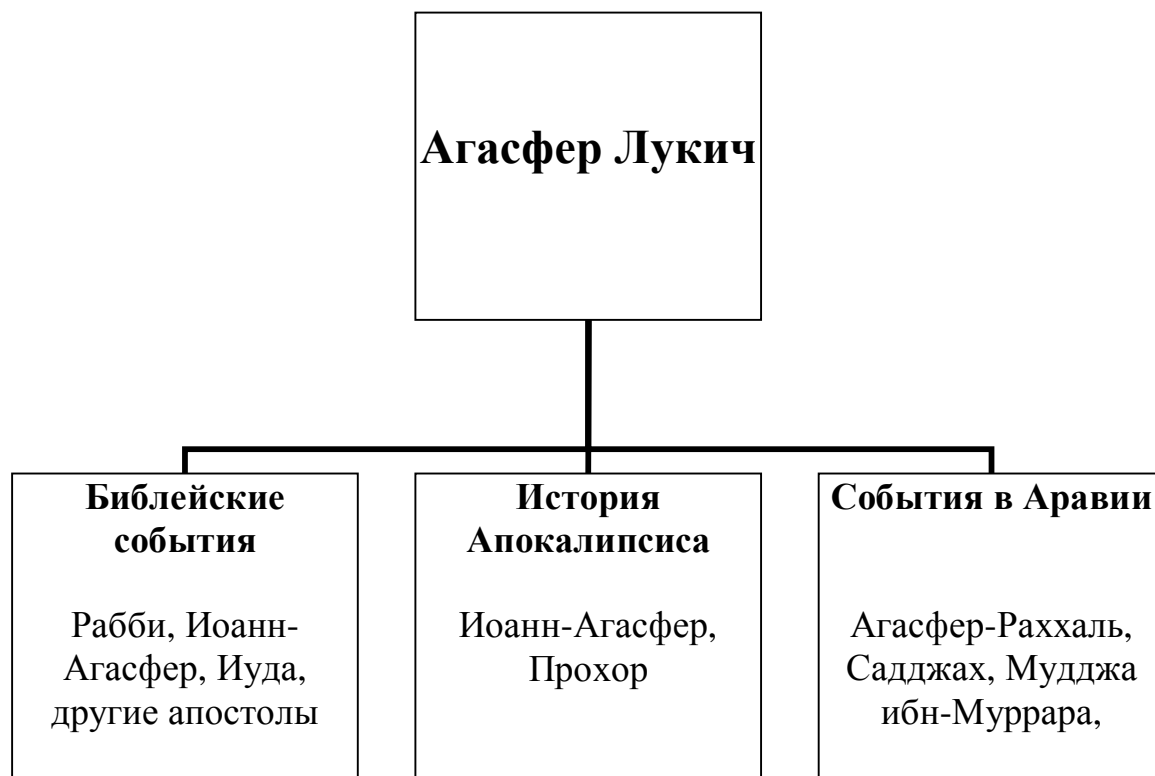 Агасфер Лукич
Библейские
события
Рабби, Иоанн-
Агасфер, Иуда,
другие апостолы
История
Апокалипсиса
Иоанн-Агасфер,
Прохор
События в Аравии
Агасфер-Раххаль,
Садджах, Мудджа
ибн-Муррара,